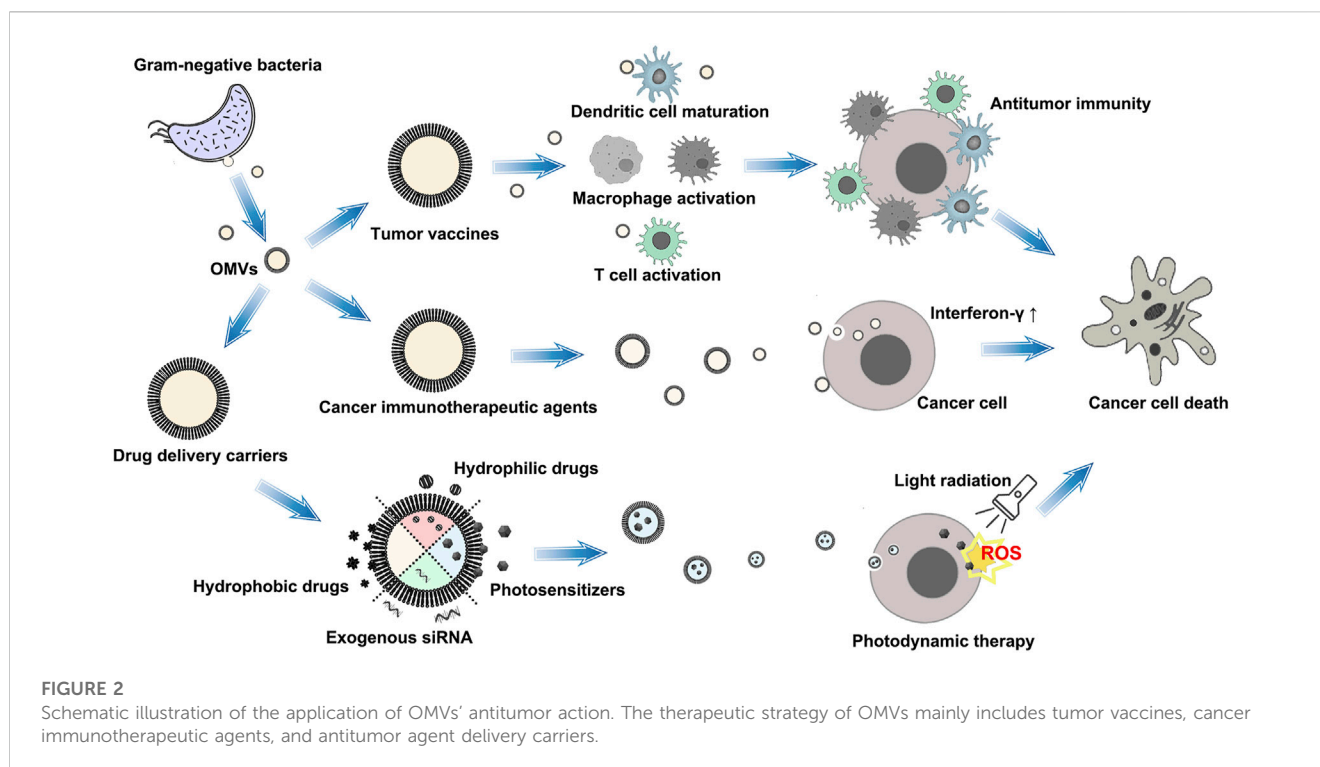 Gram-negative bacteria
OMVs
Tumor vaccines
Dendritic cell maturation
Macrophage activation
T cell activation
Antitumor immunity
Cancer immunotherapeutic agents
Interferon-γ ↑
Cancer cell
Cancer cell death
Drug delivery carriers
Hydrophilic drugs
Hydrophobic drugs
Photosensitizers
Exogenous siRNA
Light radiation
ROS
Photodynamic therapy
FIGURE 2
Schematic illustration of the application of OMVs’ antitumor action. The therapeutic strategy of OMVs mainly includes tumor vaccines, cancer
immunotherapeutic agents, and antitumor agent delivery carriers.